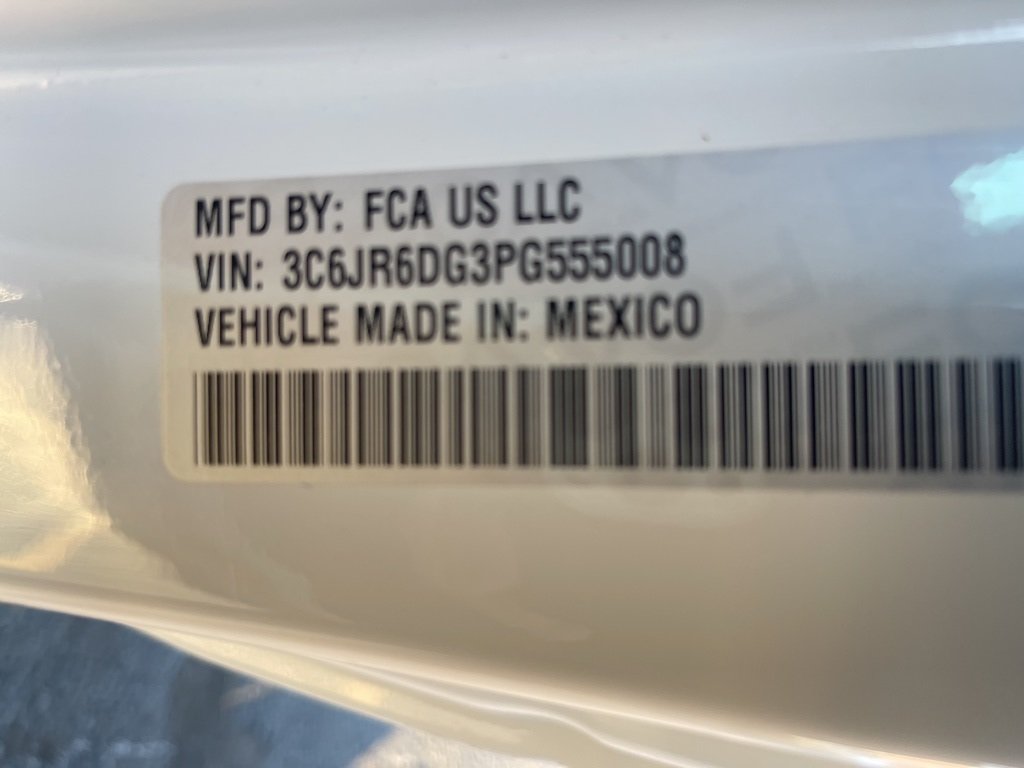 MFD BY: FCA US LLC
VIN: 3C6JR6DG3PG555008
VEHICLE MADE IN: MEXICO